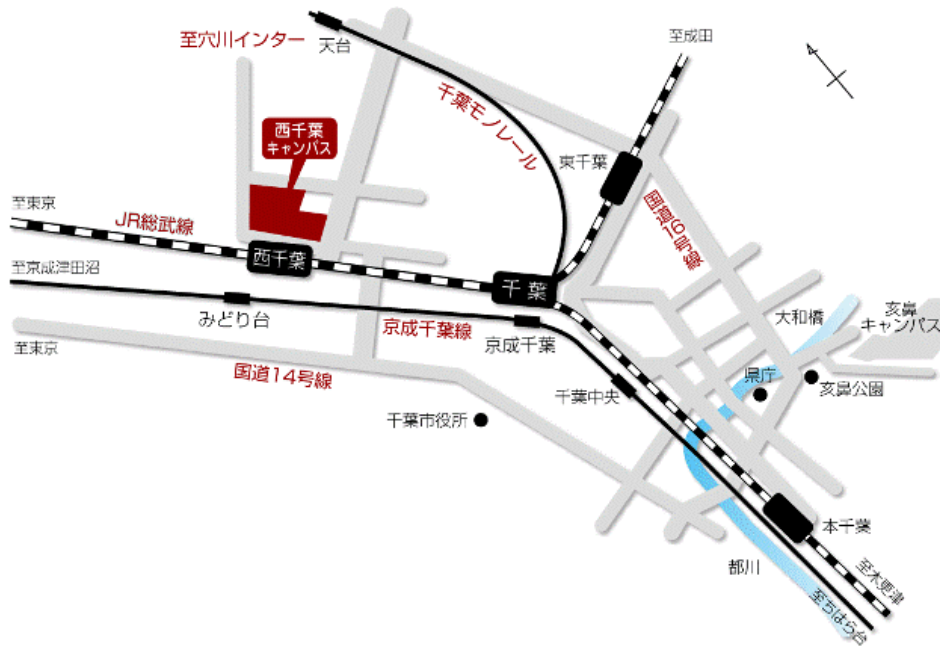 至穴川インター
天台
至成田
千葉モノレール
西千葉
キャンパス
東千葉
至東京
JR総武線
国道16号線
西千葉
千葉
至京成津田沼
みどり台
京成千葉線
京成千葉
大和橋
亥鼻
キャンパス
至東京
国道14号線
千葉中央
県庁
亥鼻公園
千葉市役所
本千葉
都川
至木更津
至ちはら台